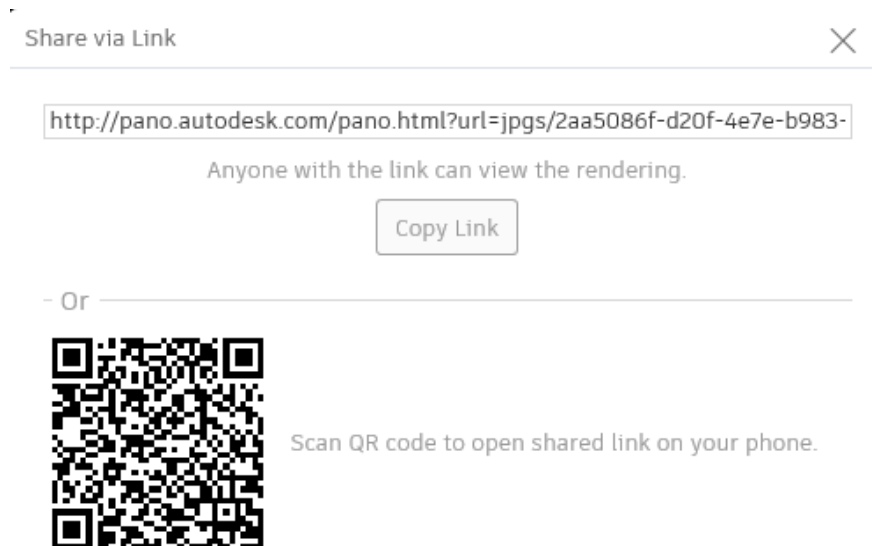 Share via Link
http://pano.autodesk.com/pano.html?url=jpgs/2aa5086f-d20f-4e7e-b983-
Anyone with the link can view the rendering.
Copy Link
Or
Scan QR code to open shared link on your phone.